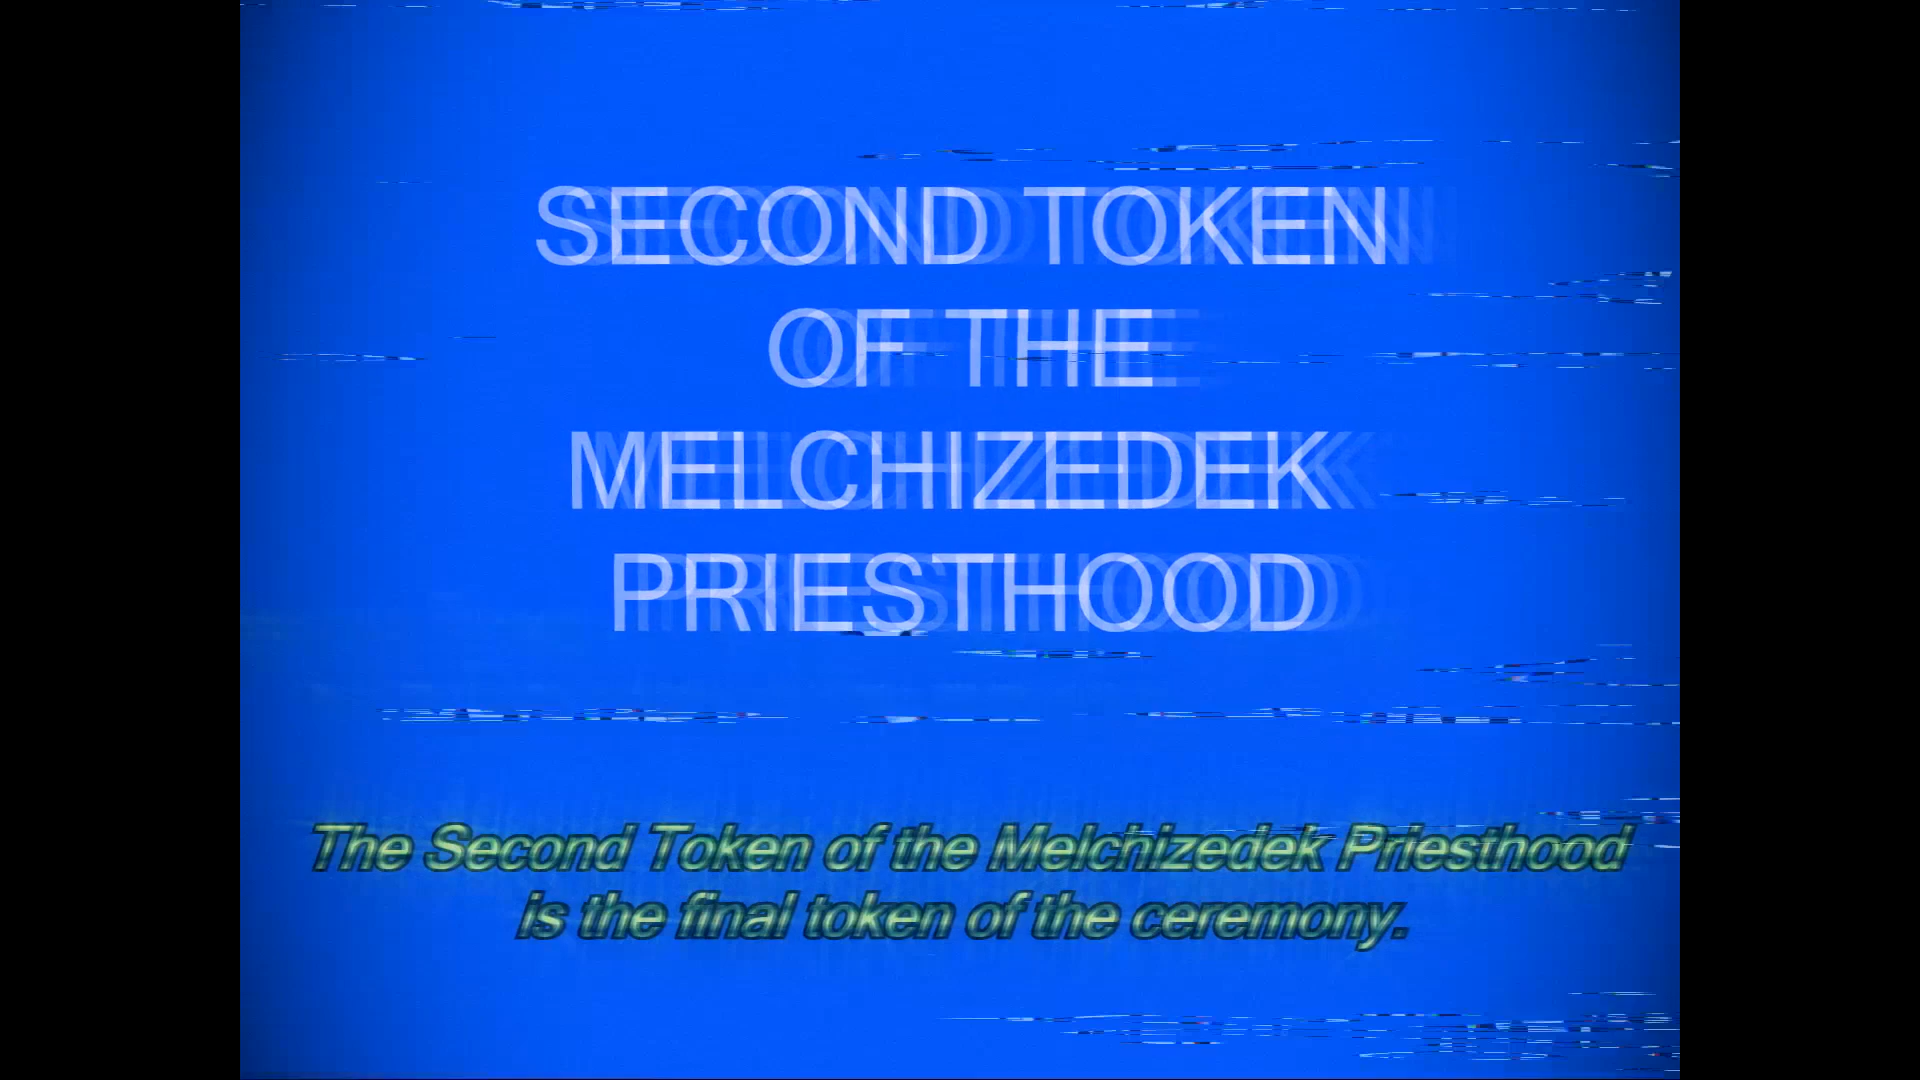 SECOND TOKEN
OF THE
MELCHIZEDEK
PRIESTHOOD
The Second Token of the Melchizedek Priesthood
is the final token of the ceremony.